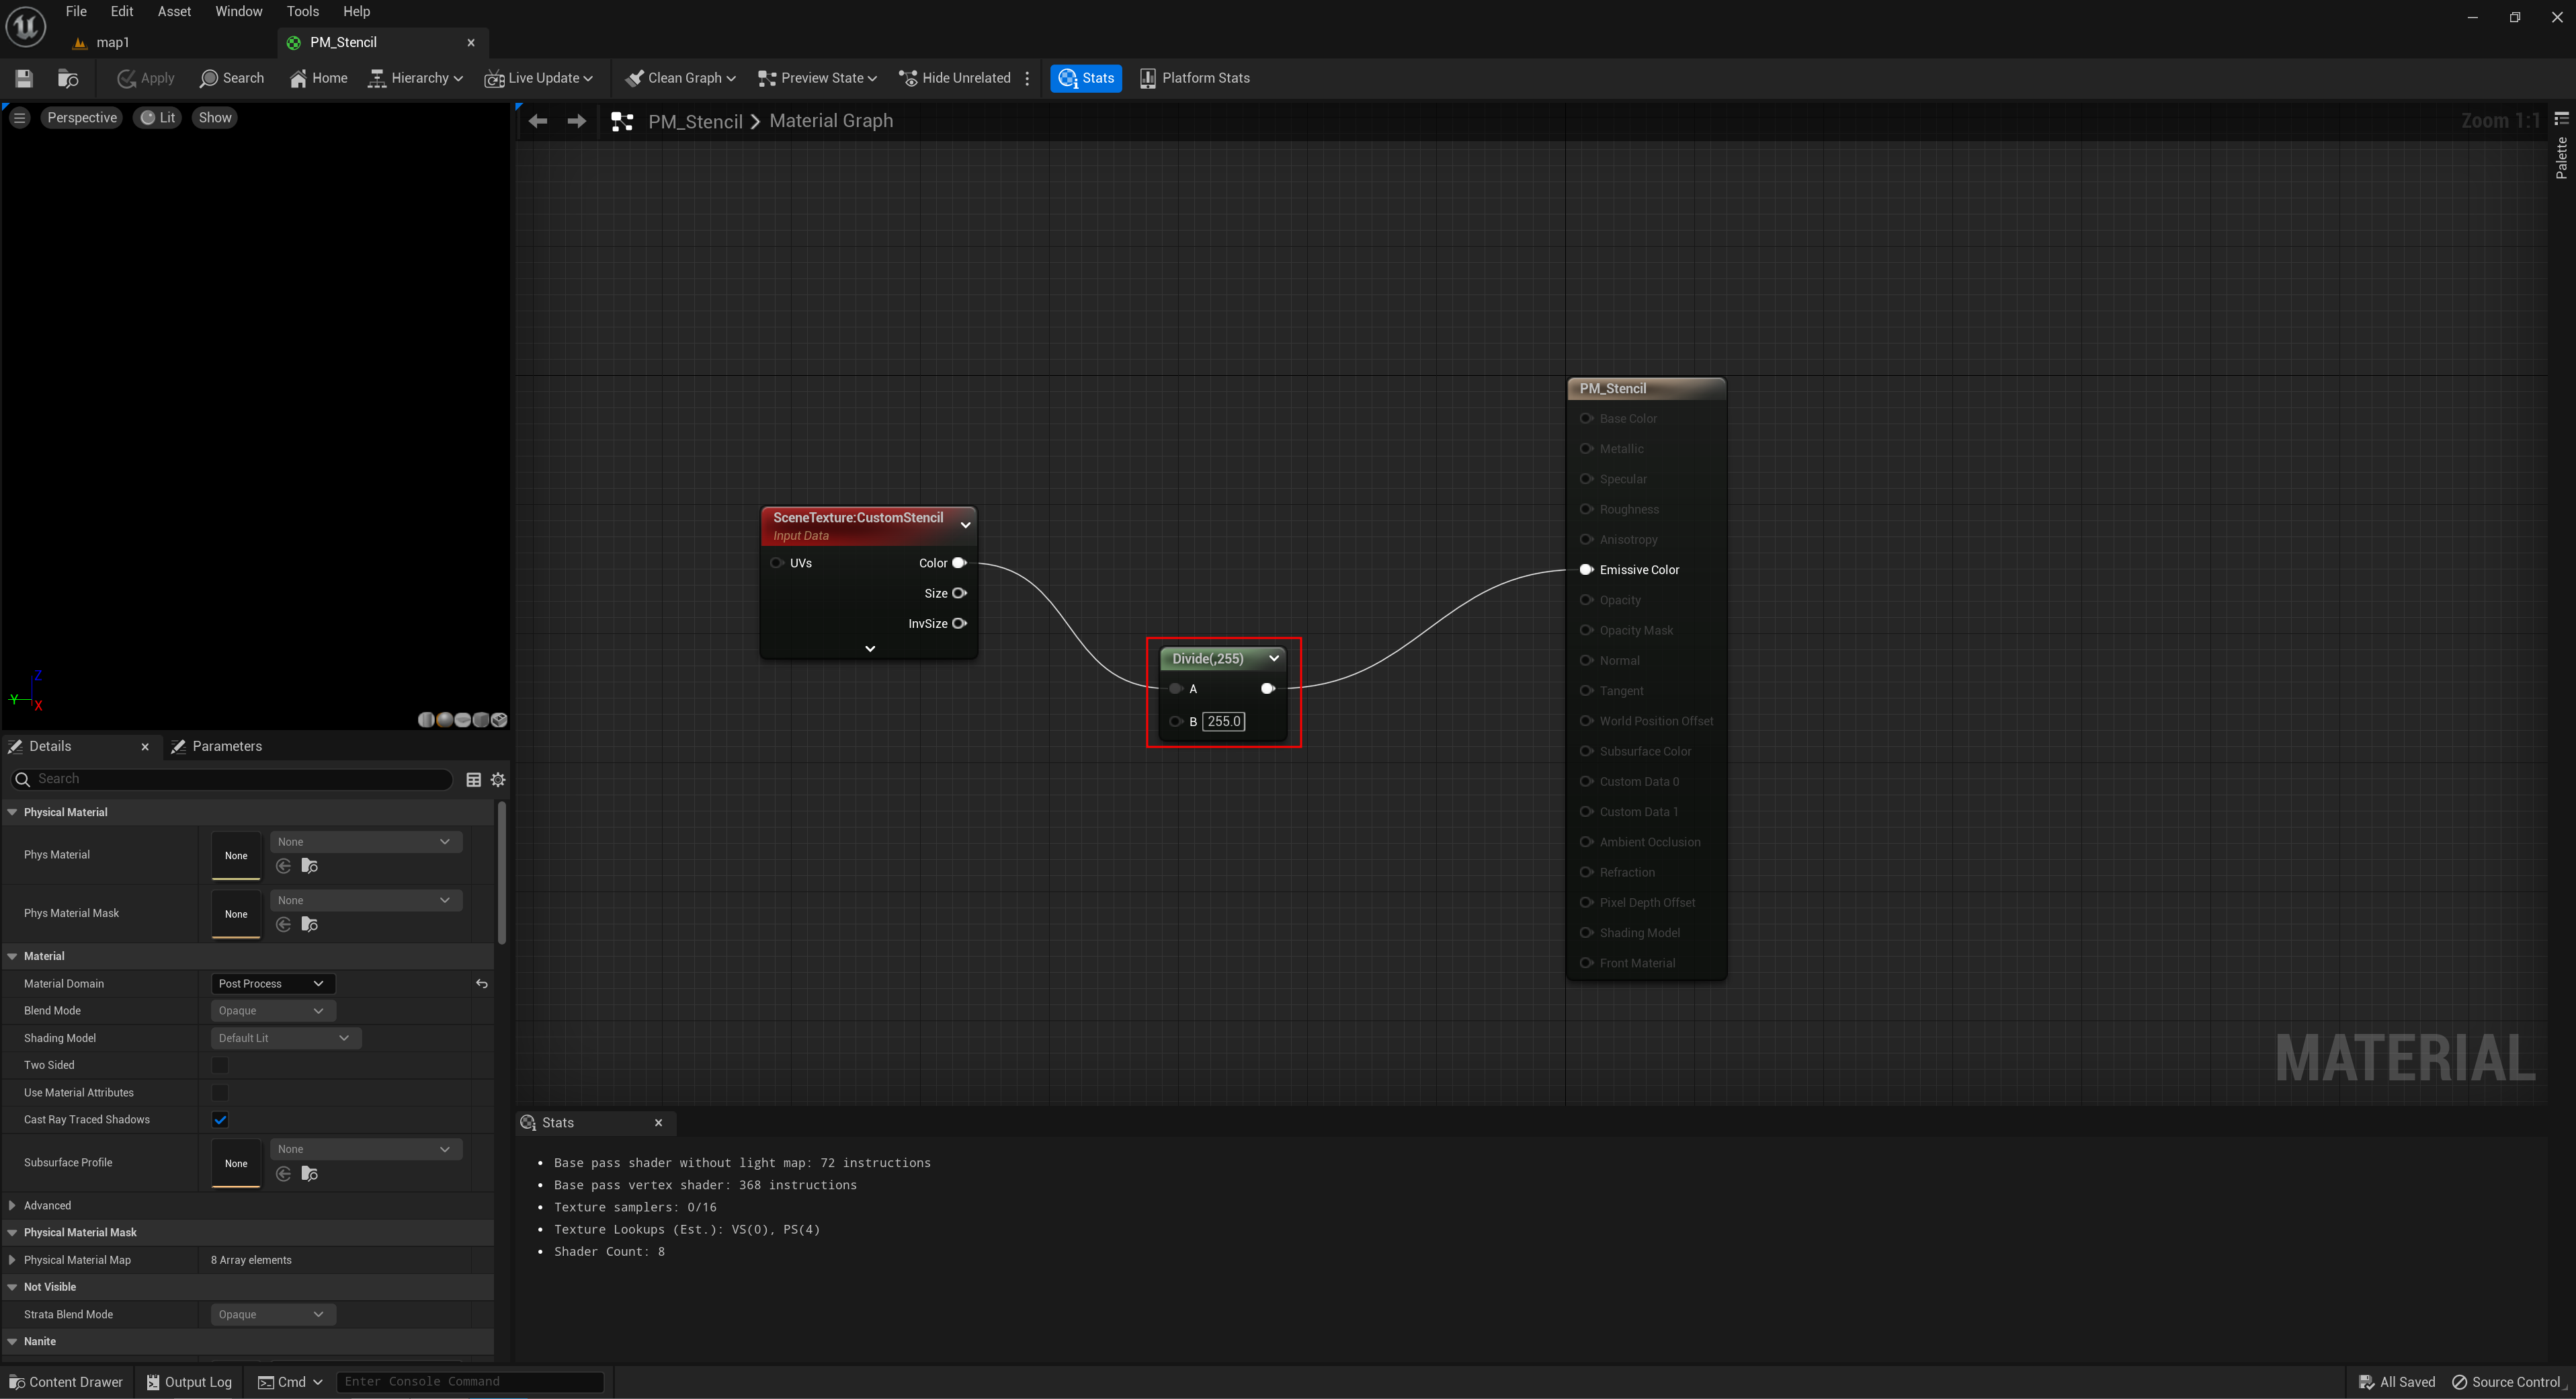 File Edit Asset Window Tools Help
map1
PM_Stencil
Apply
Search
Home
Hierarchy
Live Update
Clean Graph
Preview State
Hide Unrelated
Stats
Platform Stats
Perspective
Lit
Show
PM_Stencil > Material Graph
Zoom 1:1
Palette
PM_Stencil
Base Color
Metallic
Specular
Roughness
Anisotropy
Emissive Color
Opacity
Opacity Mask
Normal
Tangent
World Position Offset
Subsurface Color
Custom Data 0
Custom Data 1
Ambient Occlusion
Refraction
Pixel Depth Offset
Shading Model
Front Material
SceneTexture:CustomStencil
Input Data
UVs Color
Size
InvSize
Divide(,255)
A
B 255.0
Z
Y
X
MATERIAL
Details
Parameters
Search
Physical Material
Phys Material None None
Phys Material Mask None None
Material
Material Domain Post Process
Blend Mode Opaque
Shading Model Default Lit
Two Sided
Use Material Attributes
Cast Ray Traced Shadows
Subsurface Profile None None
Advanced
Physical Material Mask
Physical Material Map 8 Array elements
Not Visible
Strata Blend Mode Opaque
Nanite
Stats
• Base pass shader without light map: 72 instructions
• Base pass vertex shader: 368 instructions
• Texture samplers: 0/16
• Texture Lookups (Est.): VS(0), PS(4)
• Shader Count: 8
Content Drawer
Output Log
Cmd
Enter Console Command
All Saved
Source Control